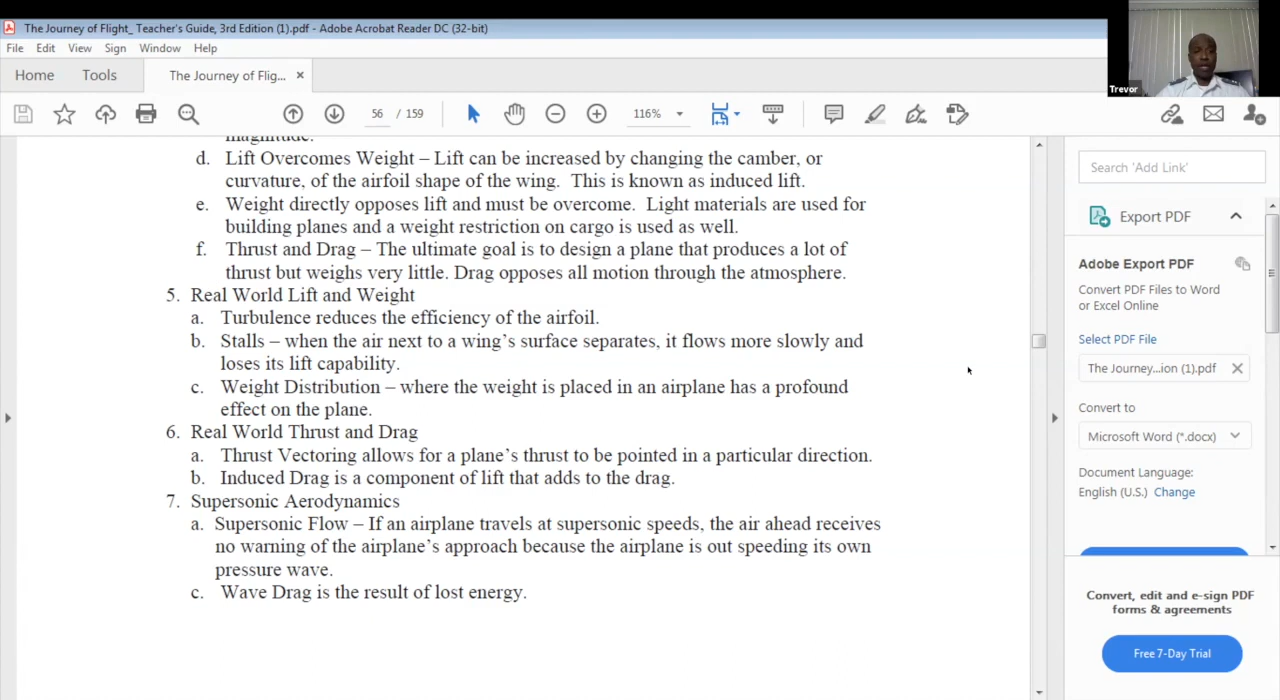 The Journey of Flight_ Teacher's Guide, 3rd Edition (1).pdf - Adobe Acrobat Reader DC (32-bit)
File Edit View Sign Window Help
Home Tools The Journey of Flig... ×
56 / 159 116%
Trevor
magnitude.
d. Lift Overcomes Weight – Lift can be increased by changing the camber, or
curvature, of the airfoil shape of the wing. This is known as induced lift.
e. Weight directly opposes lift and must be overcome. Light materials are used for
building planes and a weight restriction on cargo is used as well.
f. Thrust and Drag – The ultimate goal is to design a plane that produces a lot of
thrust but weighs very little. Drag opposes all motion through the atmosphere.
5. Real World Lift and Weight
a. Turbulence reduces the efficiency of the airfoil.
b. Stalls – when the air next to a wing's surface separates, it flows more slowly and
loses its lift capability.
c. Weight Distribution – where the weight is placed in an airplane has a profound
effect on the plane.
6. Real World Thrust and Drag
a. Thrust Vectoring allows for a plane's thrust to be pointed in a particular direction.
b. Induced Drag is a component of lift that adds to the drag.
7. Supersonic Aerodynamics
a. Supersonic Flow – If an airplane travels at supersonic speeds, the air ahead receives
no warning of the airplane's approach because the airplane is out speeding its own
pressure wave.
c. Wave Drag is the result of lost energy.
Search 'Add Link'
Export PDF
Adobe Export PDF
Convert PDF Files to Word
or Excel Online
Select PDF File
The Journey...ion (1).pdf ×
Convert to
Microsoft Word (*.docx)
Document Language:
English (U.S.) Change
Convert, edit and e-sign PDF
forms & agreements
Free 7-Day Trial